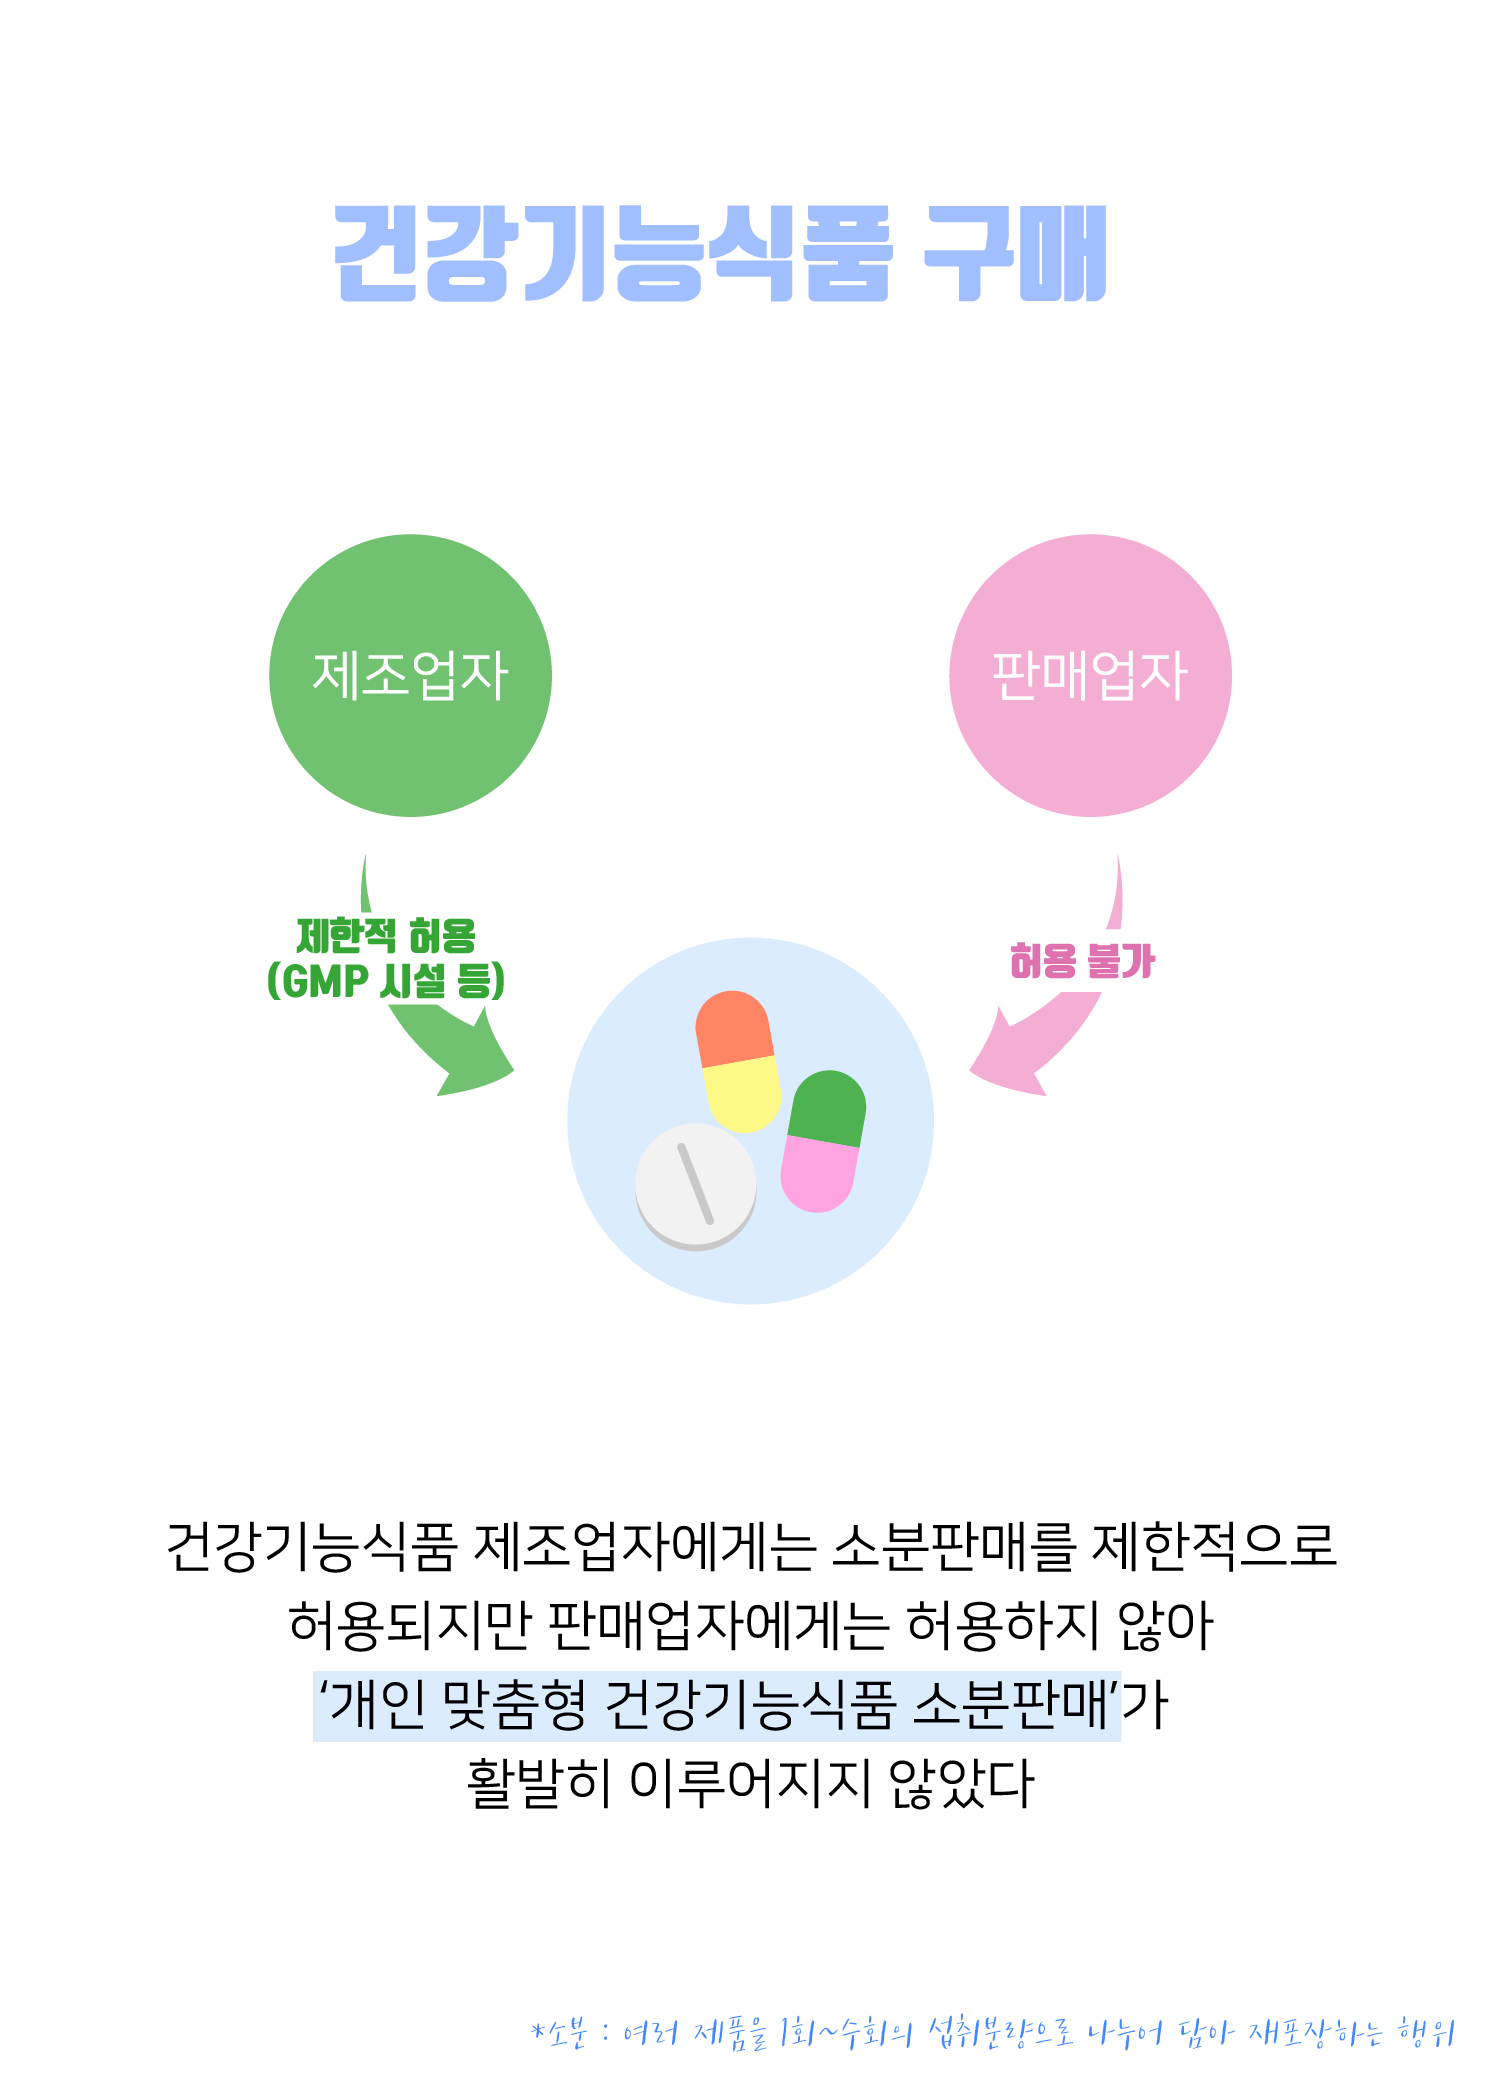 건강기능식품 구매
제조업자
판매업자
제한적 허용
(GMP 시설 등)
허용 불가
건강기능식품 제조업자에게는 소분판매를 제한적으로
허용되지만 판매업자에게는 허용하지 않아
‘개인 맞춤형 건강기능식품 소분판매’가
활발히 이루어지지 않았다
*소분 : 여러 제품을 1회~수회의 섭취분량으로 나누어 담아 재포장하는 행위